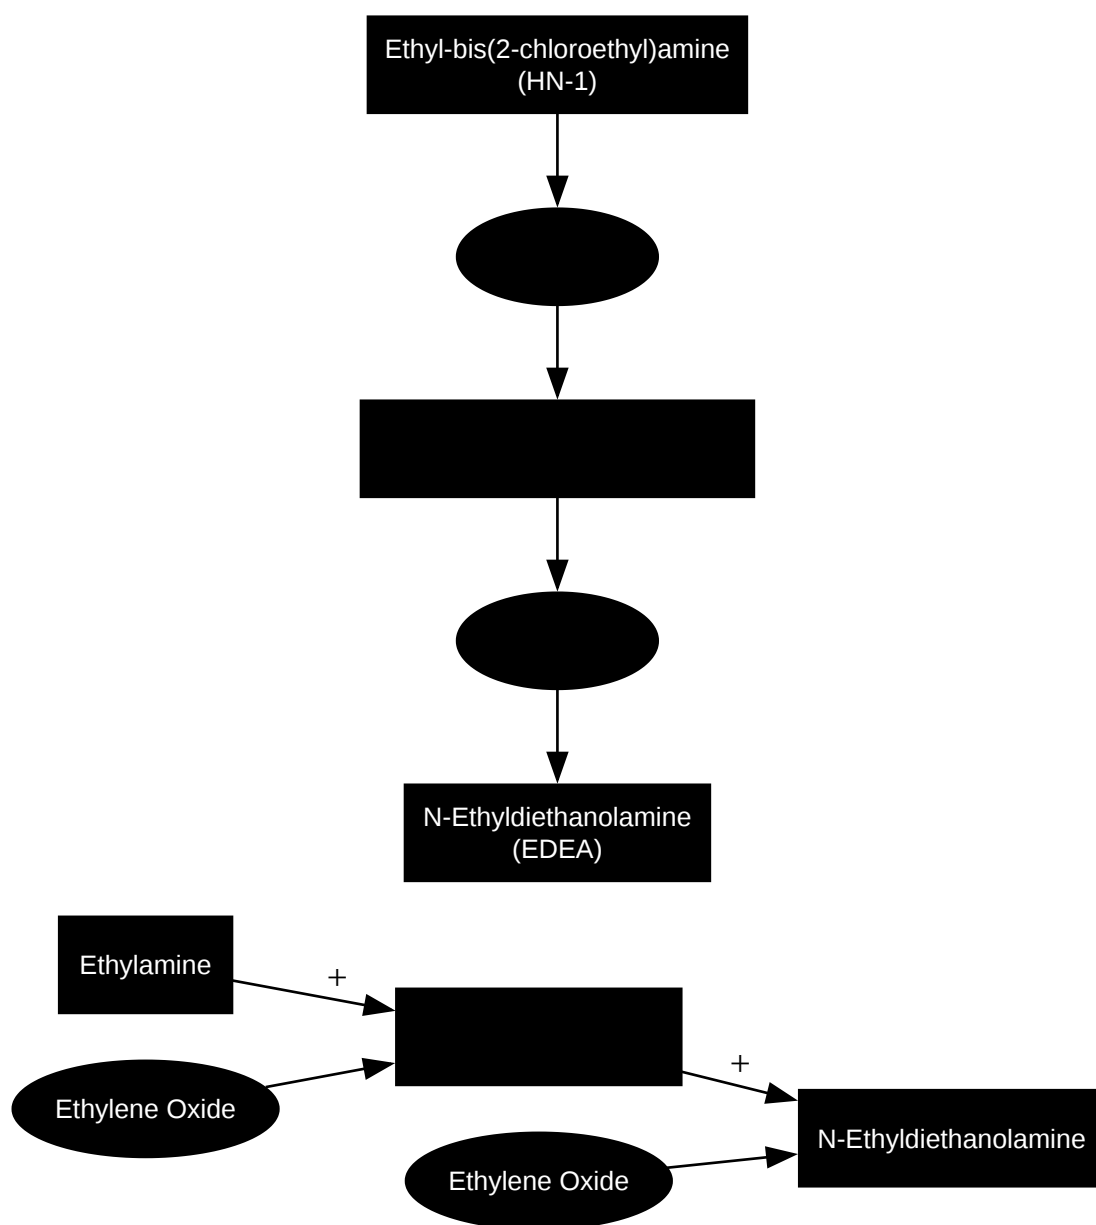 Ethyl-bis(2-chloroethyl)amine
(HN-1)
N-Ethyldiethanolamine
(EDEA)
Ethylamine
+
Ethylene Oxide
+
N-Ethyldiethanolamine
Ethylene Oxide